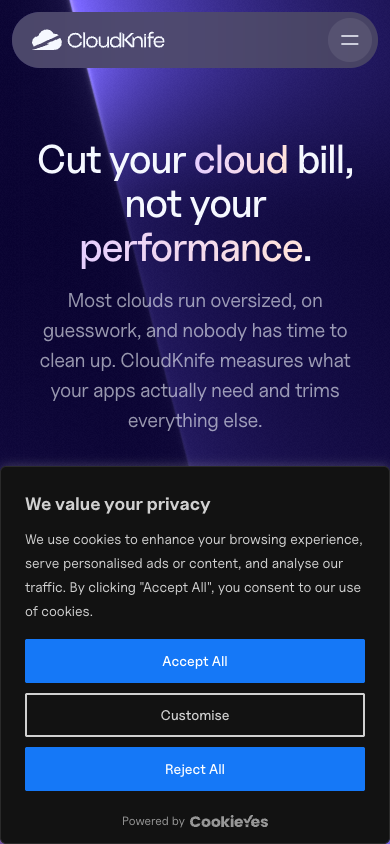 CloudKnife
Cut your cloud bill,
not your
performance.
Most clouds run oversized, on
guesswork, and nobody has time to
clean up. CloudKnife measures what
your apps actually need and trims
everything else.
We value your privacy
We use cookies to enhance your browsing experience,
serve personalised ads or content, and analyse our
traffic. By clicking "Accept All", you consent to our use
of cookies.
Accept All
Customise
Reject All
Powered by CookieYes